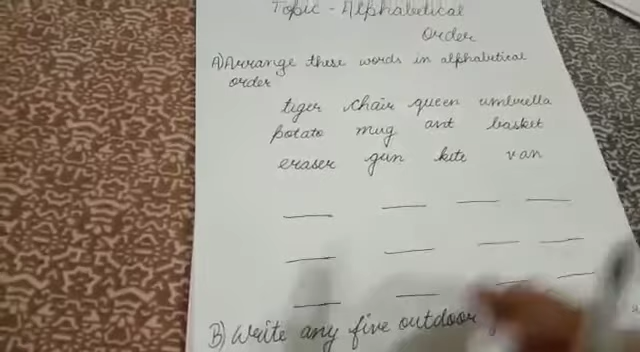 Topic - Alphabetical
Order
A) Arrange these words in alphabetical
order
tiger chair queen umbrella
potato mug ant basket
eraser gun kite van
B) Write any five outdoor